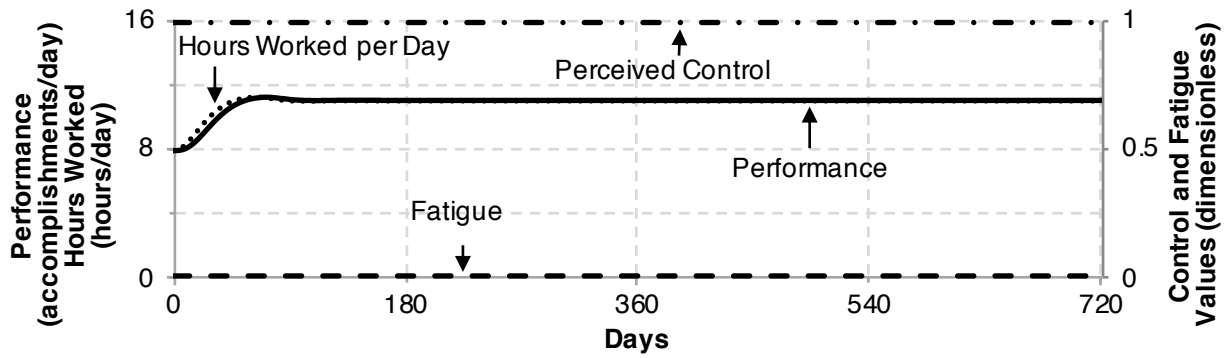 Performance
(accomplishments/day)
Hours Worked
(hours/day)
16
8
0
Hours Worked per Day
Perceived Control
Performance
Fatigue
1
0.5
0
Control and Fatigue
Values (dimensionless)
0 180 360 540 720
Days